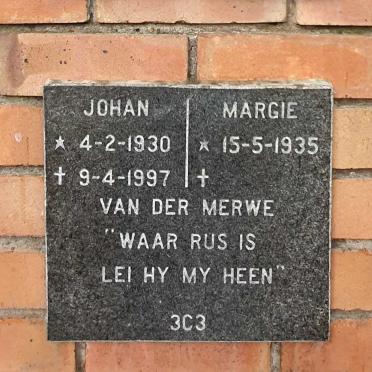 JOHAN MARGIE
* 4-2-1930 * 15-5-1935
† 9-4-1997 †
VAN DER MERWE
"WAAR RUS IS
LEI HY MY HEEN"
3C3